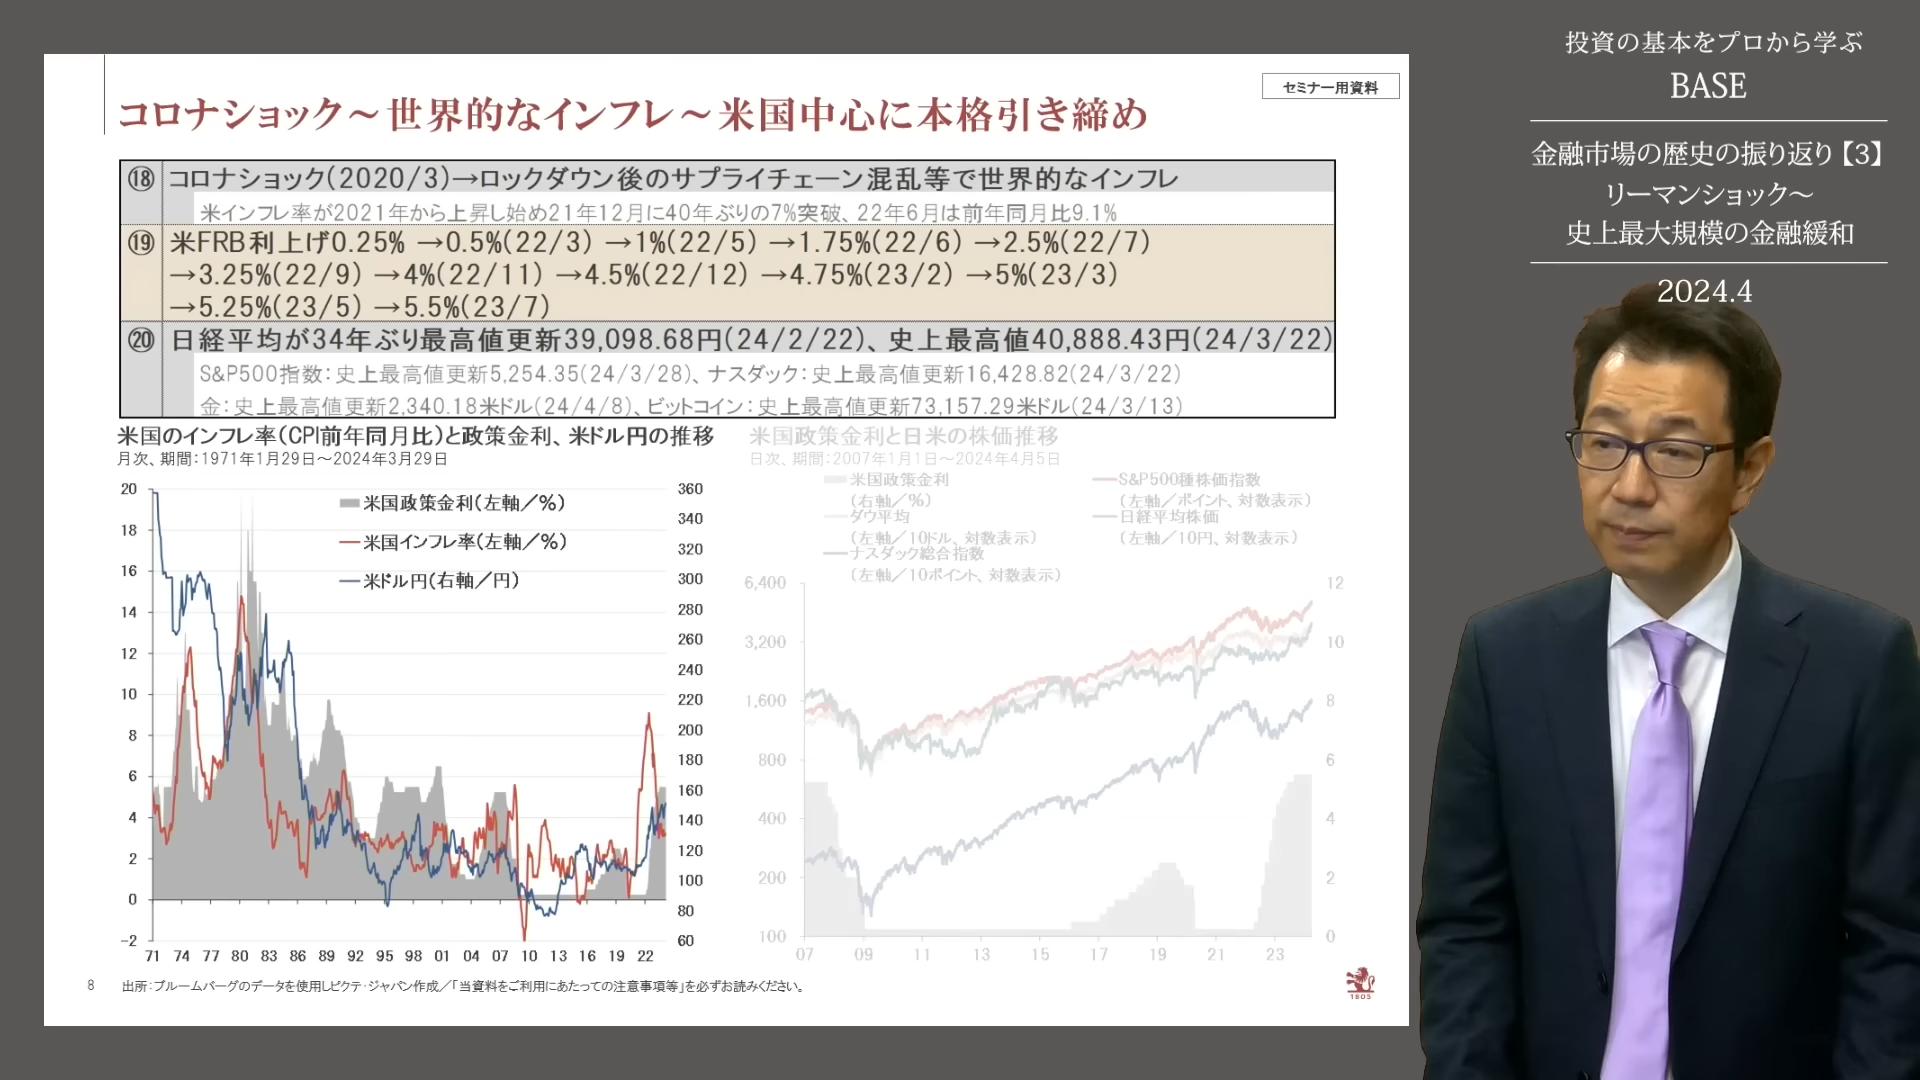 投資の基本をプロから学ぶ
BASE
金融市場の歴史の振り返り【3】
リーマンショック～
史上最大規模の金融緩和
2024.4
セミナー用資料
コロナショック～世界的なインフレ～米国中心に本格引き締め
⑱ コロナショック(2020/3)→ロックダウン後のサプライチェーン混乱等で世界的なインフレ
米インフレ率が2021年から上昇し始め21年12月に40年ぶりの7%突破、22年6月は前年同月比9.1%
⑲ 米FRB利上げ0.25% →0.5%(22/3) →1%(22/5) →1.75%(22/6) →2.5%(22/7)
→3.25%(22/9) →4%(22/11) →4.5%(22/12) →4.75%(23/2) →5%(23/3)
→5.25%(23/5) →5.5%(23/7)
⑳ 日経平均が34年ぶり最高値更新39,098.68円(24/2/22)、史上最高値40,888.43円(24/3/22)
S&P500指数：史上最高値更新5,254.35(24/3/28)、ナスダック：史上最高値更新16,428.82(24/3/22)
金：史上最高値更新2,340.18米ドル(24/4/8)、ビットコイン：史上最高値更新73,157.29米ドル(24/3/13)
米国のインフレ率(CPI前年同月比)と政策金利、米ドル円の推移
月次、期間：1971年1月29日～2024年3月29日
米国政策金利(左軸／%)
米国インフレ率(左軸／%)
米ドル円(右軸／円)
20
18
16
14
12
10
8
6
4
2
0
-2
360
340
320
300
280
260
240
220
200
180
160
140
120
100
80
60
71 74 77 80 83 86 89 92 95 98 01 04 07 10 13 16 19 22
米国政策金利と日米の株価推移
日次、期間：2007年1月1日～2024年4月5日
米国政策金利
(右軸／%)
ダウ平均
(左軸／10ドル、対数表示)
ナスダック総合指数
(左軸／10ポイント、対数表示)
S&P500種株価指数
(左軸／ポイント、対数表示)
日経平均株価
(左軸／10円、対数表示)
6,400
3,200
1,600
800
400
200
100
12
10
8
6
4
2
0
07 09 11 13 15 17 19 21 23
8
出所：ブルームバーグのデータを使用しピクテ・ジャパン作成／「当資料をご利用にあたっての注意事項等」を必ずお読みください。
1805